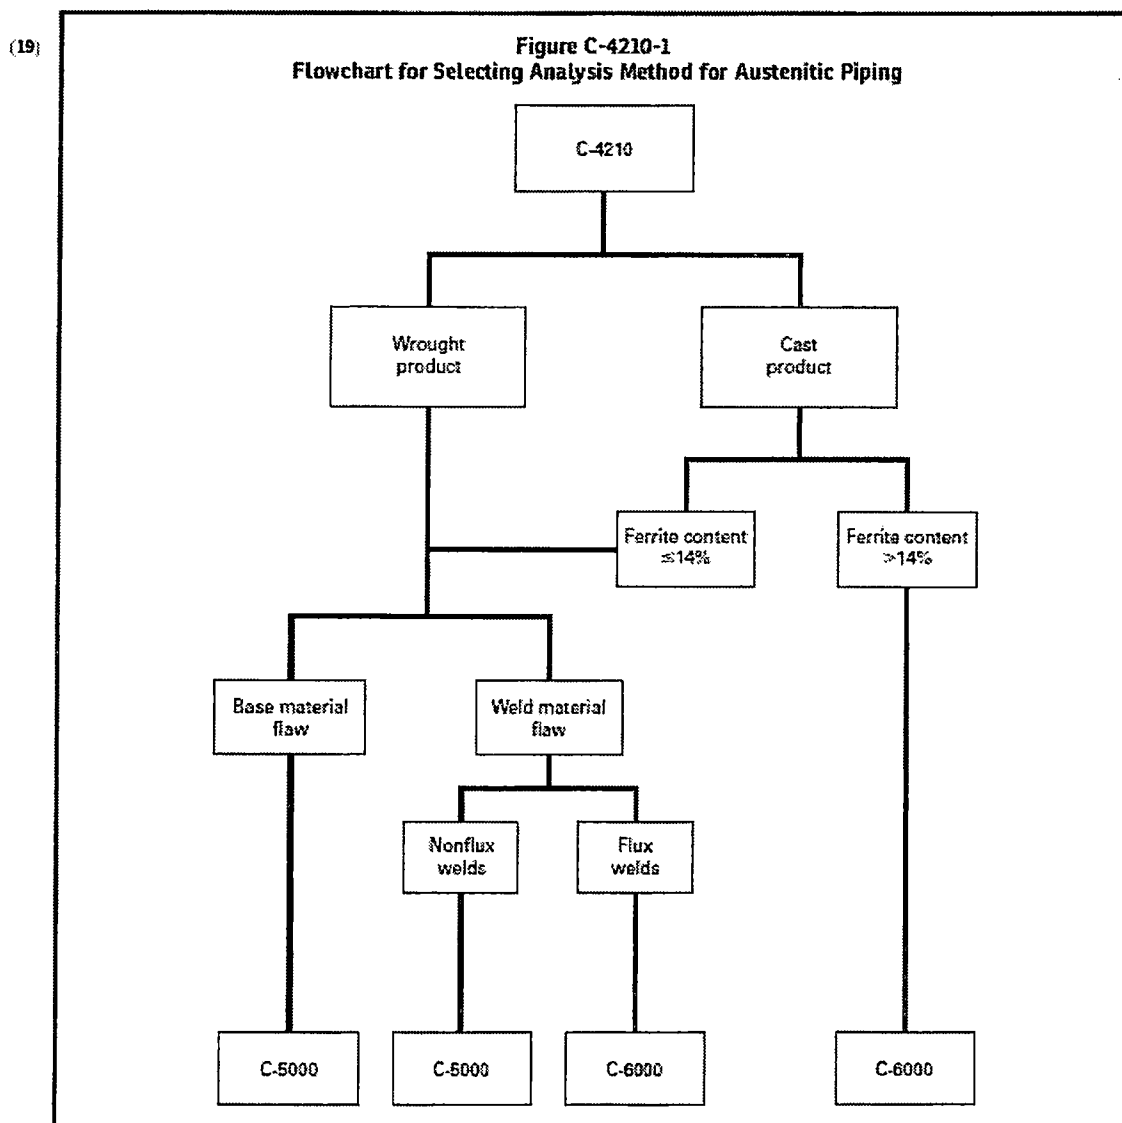 (19)
Figure C-4210-1
Flowchart for Selecting Analysis Method for Austenitic Piping
C-4210
Wrought
product
Cast
product
Ferrite content
≤14%
Ferrite content
>14%
Base material
flaw
Weld material
flaw
Nonflux
welds
Flux
welds
C-5000
C-5000
C-6000
C-6000